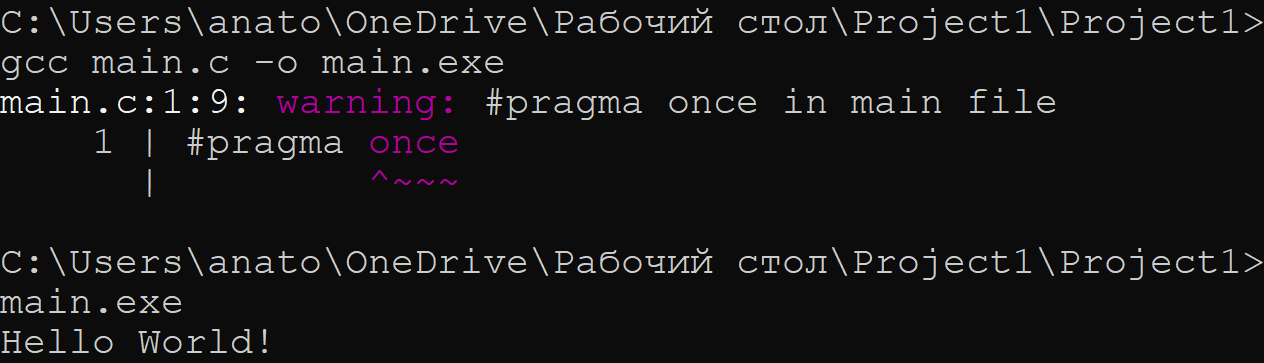 C:\Users\anato\OneDrive\Рабочий стол\Project1\Project1>
gcc main.c -o main.exe
main.c:1:9: warning: #pragma once in main file
    1 | #pragma once
      |         ^~~~
C:\Users\anato\OneDrive\Рабочий стол\Project1\Project1>
main.exe
Hello World!